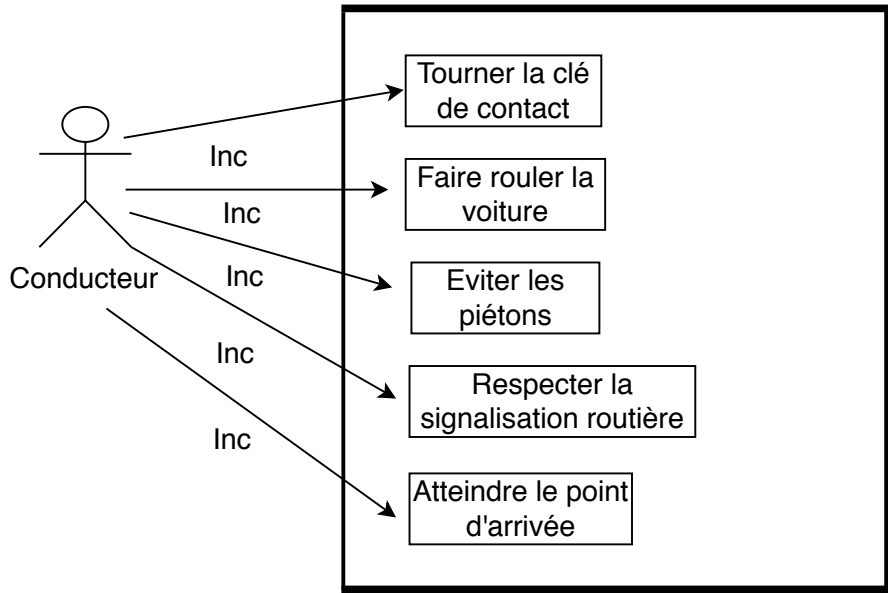 Tourner la clé
de contact
Inc
Faire rouler la
voiture
Inc
Eviter les
piétons
Inc
Conducteur
Respecter la
signalisation routière
Inc
Inc
Atteindre le point
d'arrivée